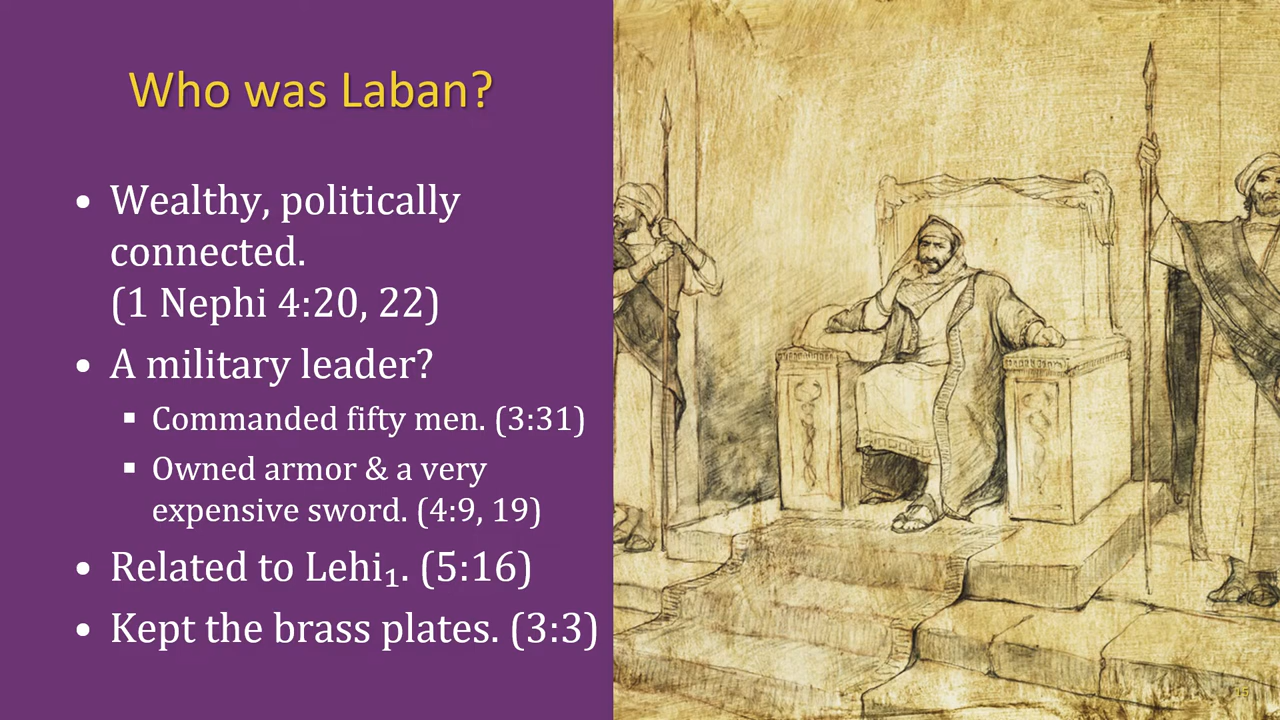 Who was Laban?
• Wealthy, politically
connected.
(1 Nephi 4:20, 22)
• A military leader?
▪ Commanded fifty men. (3:31)
▪ Owned armor & a very
expensive sword. (4:9, 19)
• Related to Lehi₁. (5:16)
• Kept the brass plates. (3:3)
15